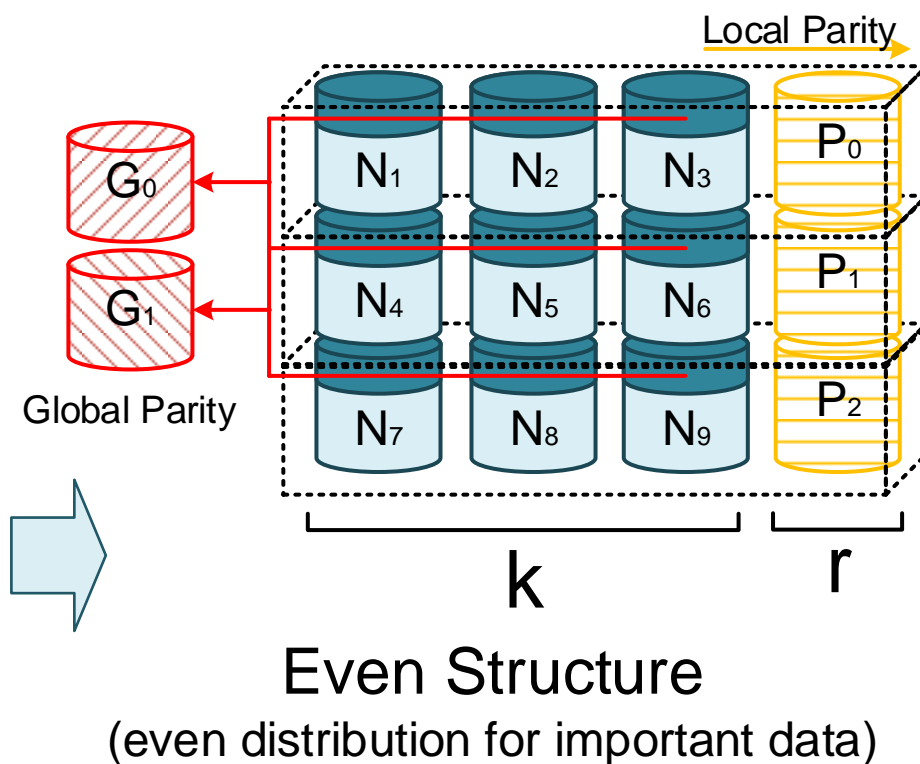 Local Parity
G0
N1 N2 N3 P0
G1
N4 N5 N6 P1
Global Parity
N7 N8 N9 P2
k r
Even Structure
(even distribution for important data)